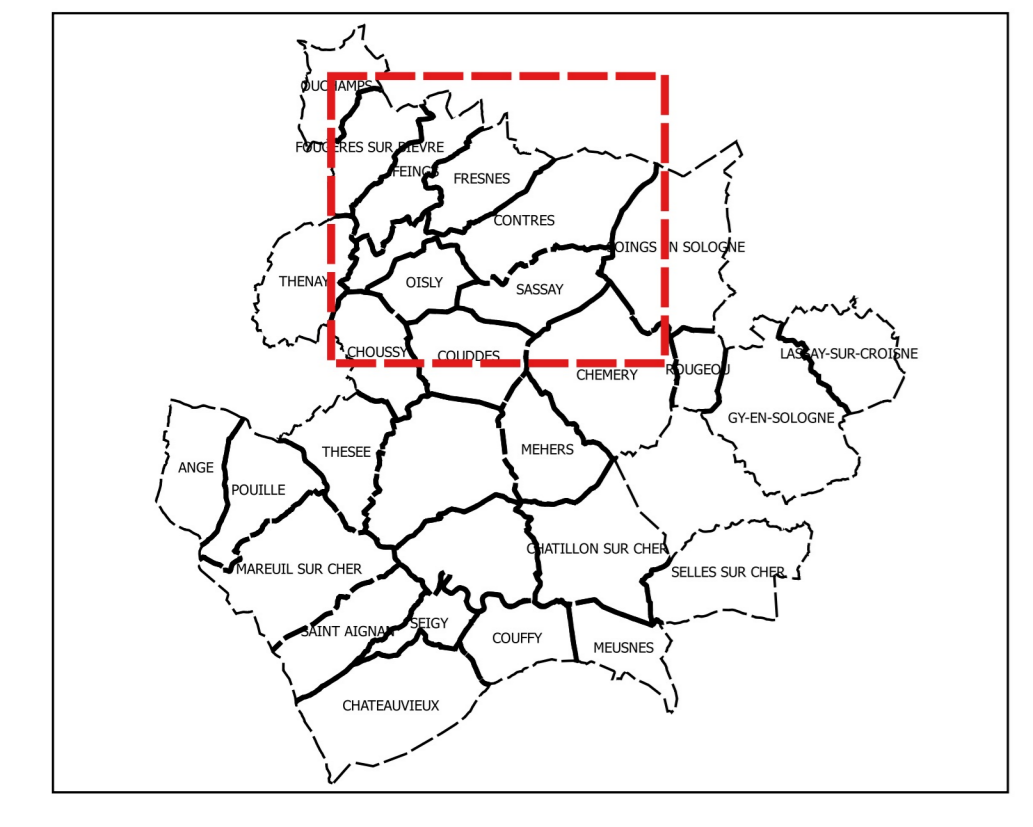 OUCHAMPS
FOUGERES SUR BIEVRE
FEINGS
FRESNES
CONTRES
SOINGS EN SOLOGNE
THENAY
OISLY
SASSAY
CHOUSSY
COUDDES
LASSAY-SUR-CROISNE
ROUGEOU
CHEMERY
GY-EN-SOLOGNE
THESEE
MEHERS
ANGE
POUILLE
CHATILLON SUR CHER
MAREUIL SUR CHER
SELLES SUR CHER
SEIGY
SAINT AIGNAN
COUFFY
MEUSNES
CHATEAUVIEUX